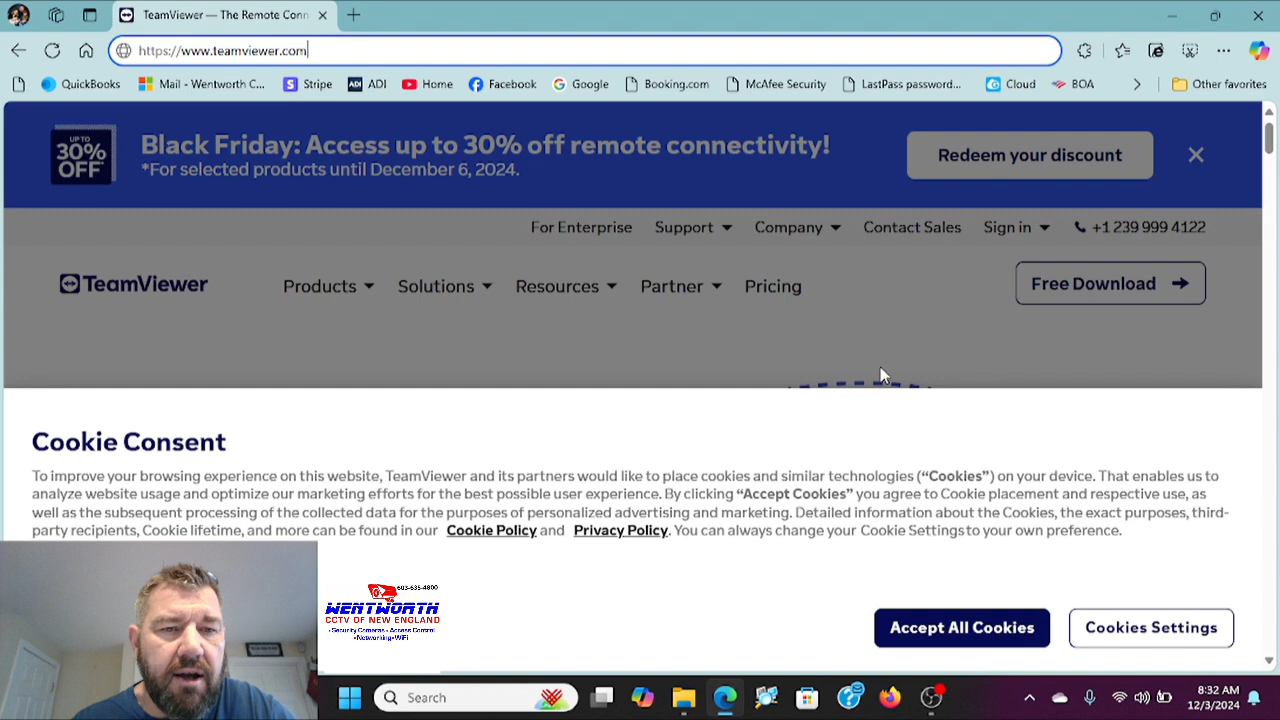 TeamViewer — The Remote Conn
https://www.teamviewer.com
QuickBooks
Mail - Wentworth C...
Stripe
ADI
ADI
Home
Facebook
Google
Booking.com
McAfee Security
LastPass password...
Cloud
BOA
Other favorites
UP TO
30%
OFF
Black Friday: Access up to 30% off remote connectivity!
*For selected products until December 6, 2024.
Redeem your discount
For Enterprise
Support
Company
Contact Sales
Sign in
+1 239 999 4122
TeamViewer
Products
Solutions
Resources
Partner
Pricing
Free Download
Cookie Consent
To improve your browsing experience on this website, TeamViewer and its partners would like to place cookies and similar technologies (“Cookies”) on your device. That enables us to
analyze website usage and optimize our marketing efforts for the best possible user experience. By clicking “Accept Cookies” you agree to Cookie placement and respective use, as
well as the subsequent processing of the collected data for the purposes of personalized advertising and marketing. Detailed information about the Cookies, the exact purposes, third-
party recipients, Cookie lifetime, and more can be found in our Cookie Policy and Privacy Policy. You can always change your Cookie Settings to your own preference.
Accept All Cookies
Cookies Settings
603-635-4800
WENTWORTH
CCTV OF NEW ENGLAND
•Security Cameras •Access Control
•Networking•WiFi
Search
8:32 AM
12/3/2024